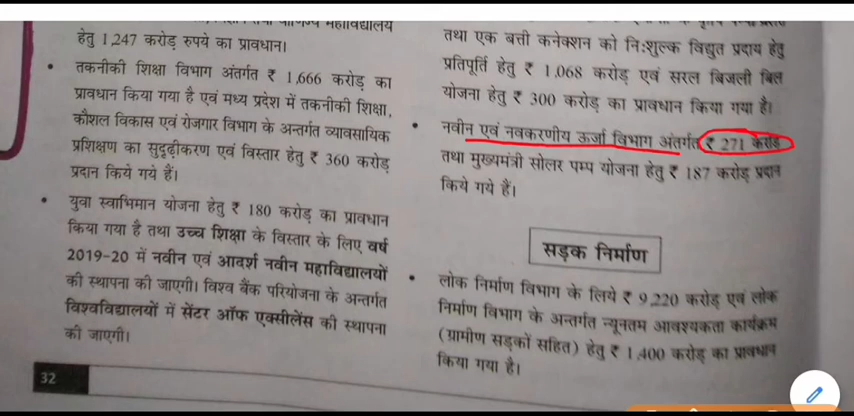 महाविद्यालय
हेतु 1,247 करोड़ रुपये का प्रावधान।
• तकनीकी शिक्षा विभाग अंतर्गत ₹ 1,666 करोड़ का
प्रावधान किया गया है एवं मध्य प्रदेश में तकनीकी शिक्षा,
कौशल विकास एवं रोजगार विभाग के अन्तर्गत व्यावसायिक
प्रशिक्षण का सुदृढ़ीकरण एवं विस्तार हेतु ₹ 360 करोड़
प्रदान किये गये हैं।
• युवा स्वाभिमान योजना हेतु ₹ 180 करोड़ का प्रावधान
किया गया है तथा उच्च शिक्षा के विस्तार के लिए वर्ष
2019-20 में नवीन एवं आदर्श नवीन महाविद्यालयों
की स्थापना की जाएगी। विश्व बैंक परियोजना के अन्तर्गत
विश्वविद्यालयों में सेंटर ऑफ एक्सीलेंस की स्थापना
की जाएगी।
32
तथा एक बत्ती कनेक्शन को निःशुल्क विद्युत प्रदाय हेतु
प्रतिपूर्ति हेतु ₹ 1,068 करोड़ एवं सरल बिजली बिल
योजना हेतु ₹ 300 करोड़ का प्रावधान किया गया है।
• नवीन एवं नवकरणीय ऊर्जा विभाग अंतर्गत ₹ 271 करोड़
तथा मुख्यमंत्री सोलर पम्प योजना हेतु ₹ 187 करोड़ प्रदान
किये गये हैं।
सड़क निर्माण
• लोक निर्माण विभाग के लिये ₹ 9,220 करोड़ एवं लोक
निर्माण विभाग के अन्तर्गत न्यूनतम आवश्यकता कार्यक्रम
(ग्रामीण सड़कों सहित) हेतु ₹ 1,400 करोड़ का प्रावधान
किया गया है।